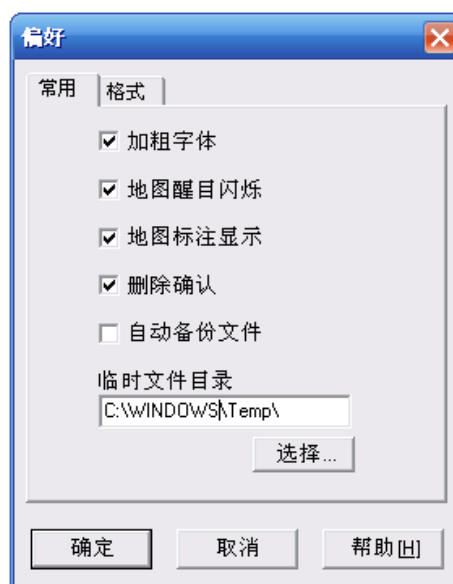 偏好
常用 格式
加粗字体
地图醒目闪烁
地图标注显示
删除确认
自动备份文件
临时文件目录
C:\WINDOWS\Temp\
选择...
确定 取消 帮助[H]